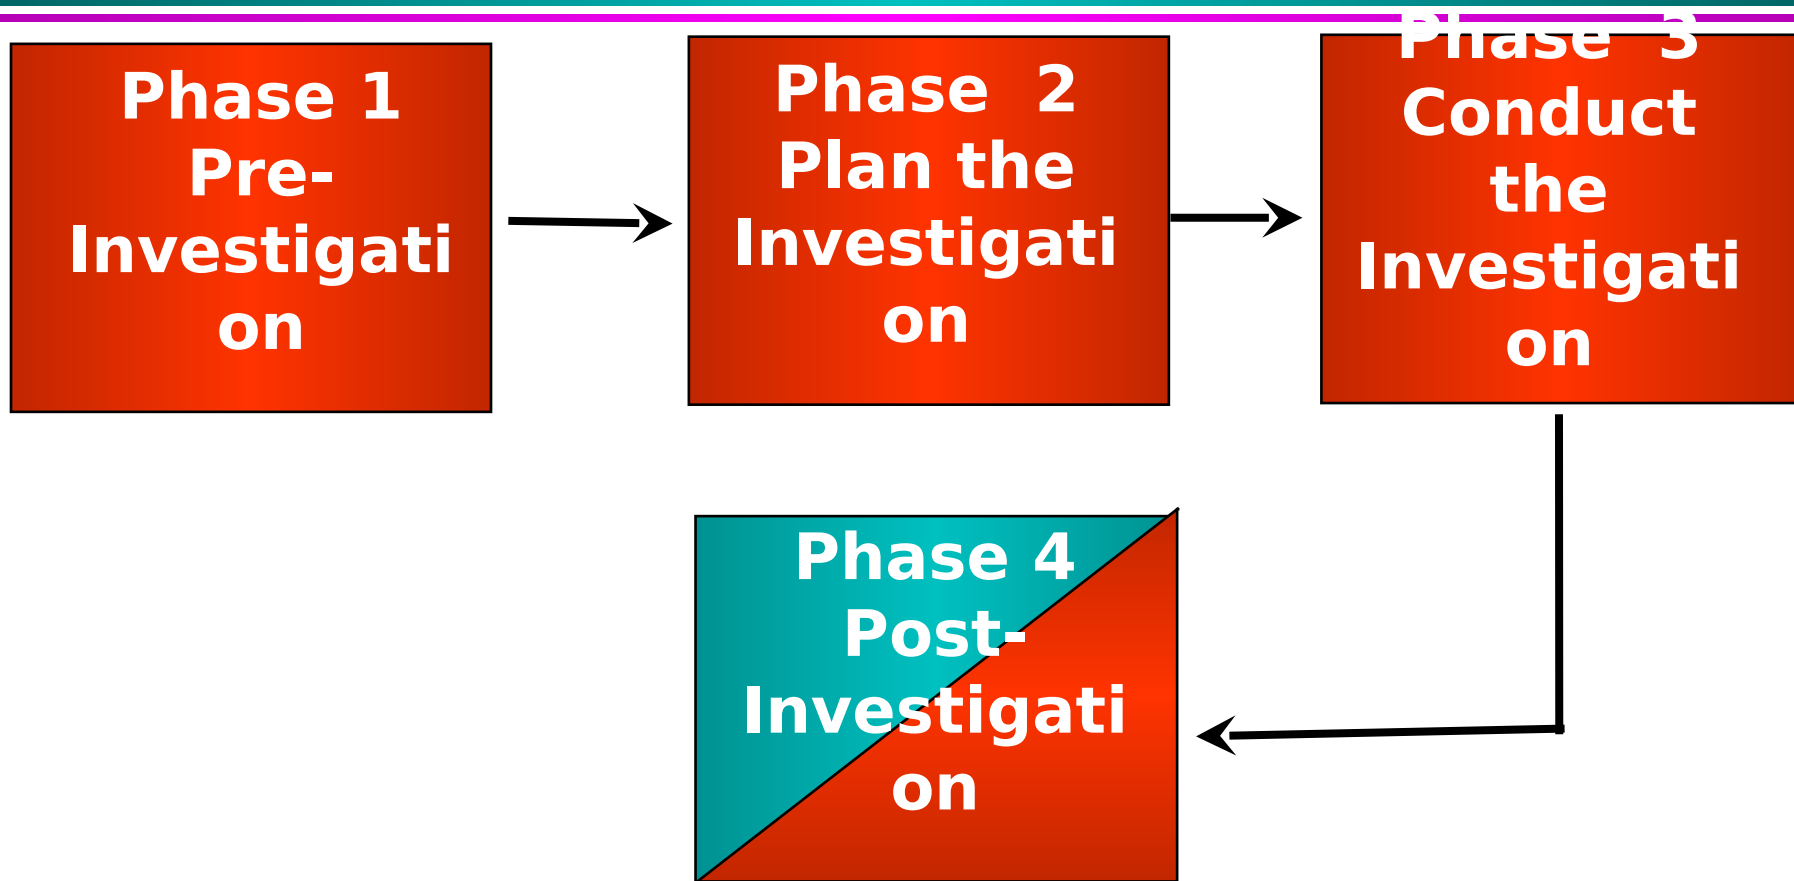 Phase 1
Pre-
Investigati
on
Phase  2
Plan the
Investigati
on
Phase  3
Conduct
the
Investigati
on
Phase 4
Post-
Investigati
on